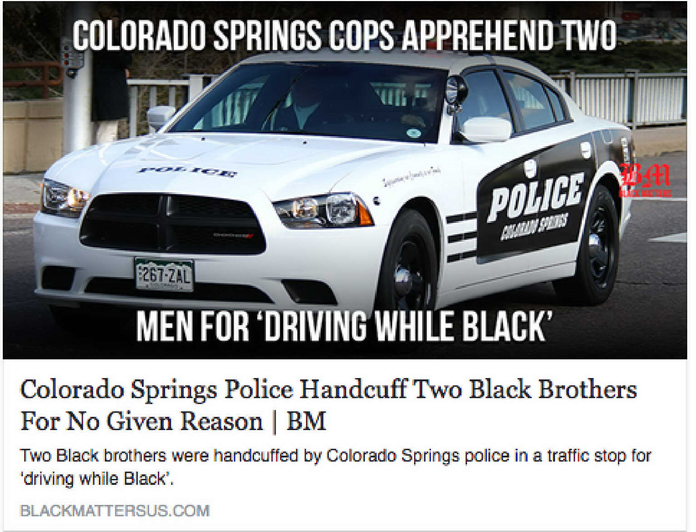 COLORADO SPRINGS COPS APPREHEND TWO
POLICE
BM
BLACK MATTERS
POLICE
COLORADO SPRINGS
267-ZAL
MEN FOR 'DRIVING WHILE BLACK'
Colorado Springs Police Handcuff Two Black Brothers
For No Given Reason | BM
Two Black brothers were handcuffed by Colorado Springs police in a traffic stop for
'driving while Black'.
BLACKMATTERSUS.COM